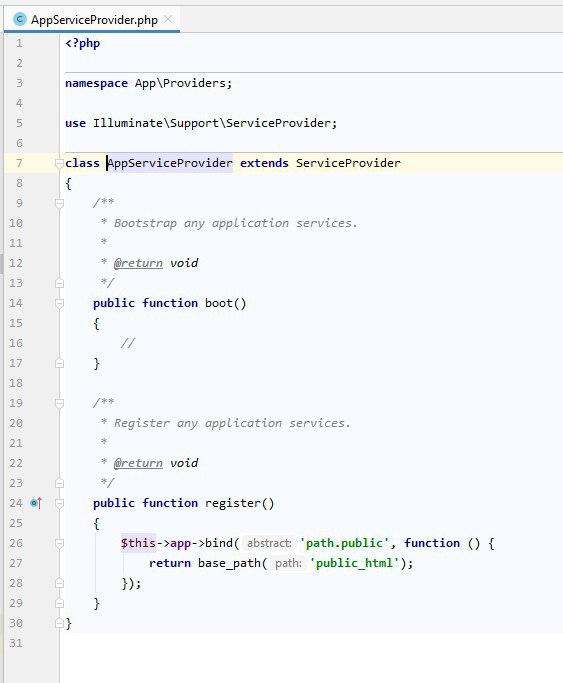 AppServiceProvider.php
1 <?php
2
3 namespace App\Providers;
4
5 use Illuminate\Support\ServiceProvider;
6
7 class AppServiceProvider extends ServiceProvider
8 {
9 /**
10 * Bootstrap any application services.
11 *
12 * @return void
13 */
14 public function boot()
15 {
16 //
17 }
18
19 /**
20 * Register any application services.
21 *
22 * @return void
23 */
24 public function register()
25 {
26 $this->app->bind( abstract: 'path.public', function () {
27 return base_path( path: 'public_html');
28 });
29 }
30 }
31